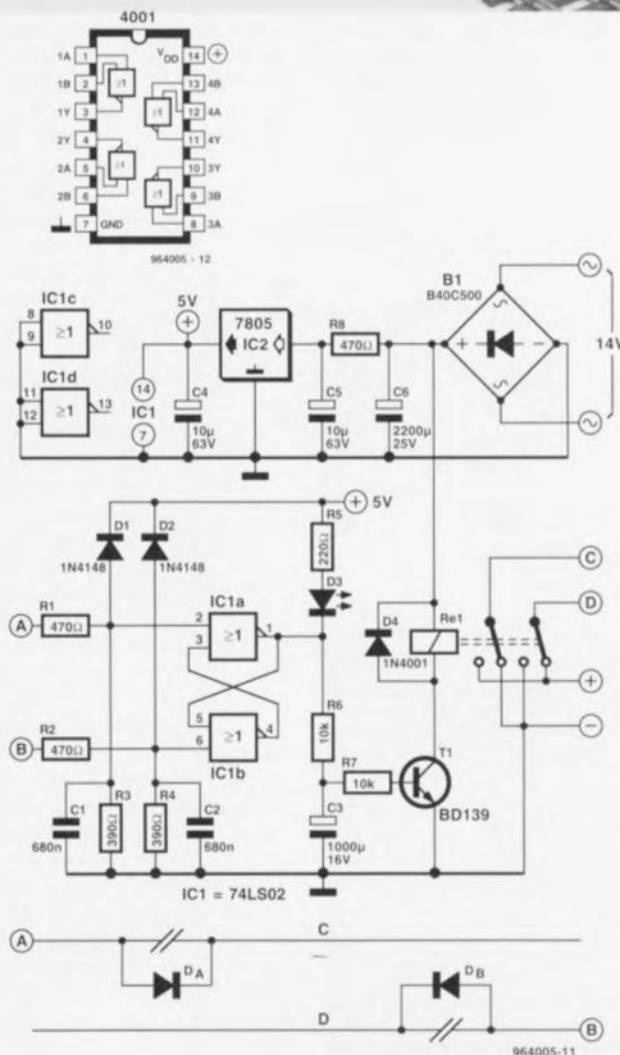 4001
1A 1 VDD 14 +
1B 2 13 4B
1Y 3 ≥1 12 4A
2Y 4 ≥1 11 4Y
2A 5 ≥1 10 3Y
2B 6 9 3B
7 GND ≥1 8 3A
964005 - 12
IC1c
8
9 ≥1 10
IC1d
11
12 ≥1 13
5V
+
14
IC1
7
C4
10μ
63V
7805
IC2
R8
470Ω
C5
10μ
63V
C6
2200μ
25V
B1
B40C500
+ −
~
~
~
~
14V
+ 5V
D1
1N4148
D2
1N4148
R5
220Ω
D3
A R1
470Ω
B R2
470Ω
IC1a
2
3 ≥1 1
5
6 ≥1 4
IC1b
D4
1N4001
Re1
C
D
+
−
R6
10k
R7
10k
T1
BD139
C1
680n
R3
390Ω
R4
390Ω
C2
680n
C3
1000μ
16V
IC1 = 74LS02
A C
DA
DB
D B
964005-11